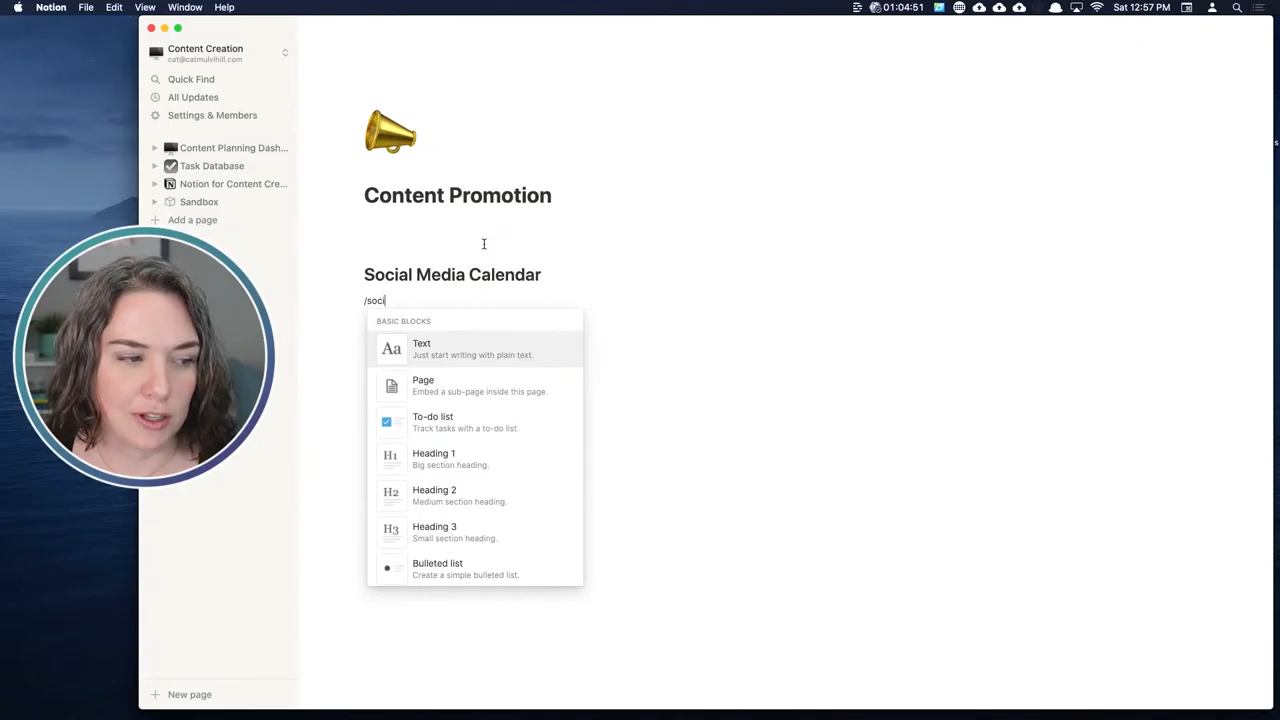 Notion File Edit View Window Help
01:04:51
Sat 12:57 PM
Content Creation
cat@catmulvihill.com
Quick Find
All Updates
Settings & Members
Content Planning Dash...
Task Database
Notion for Content Cre...
Sandbox
Add a page
Content Promotion
Social Media Calendar
/soci
BASIC BLOCKS
Aa
Text
Just start writing with plain text.
Page
Embed a sub-page inside this page.
To-do list
Track tasks with a to-do list.
H1
Heading 1
Big section heading.
H2
Heading 2
Medium section heading.
H3
Heading 3
Small section heading.
Bulleted list
Create a simple bulleted list.
New page